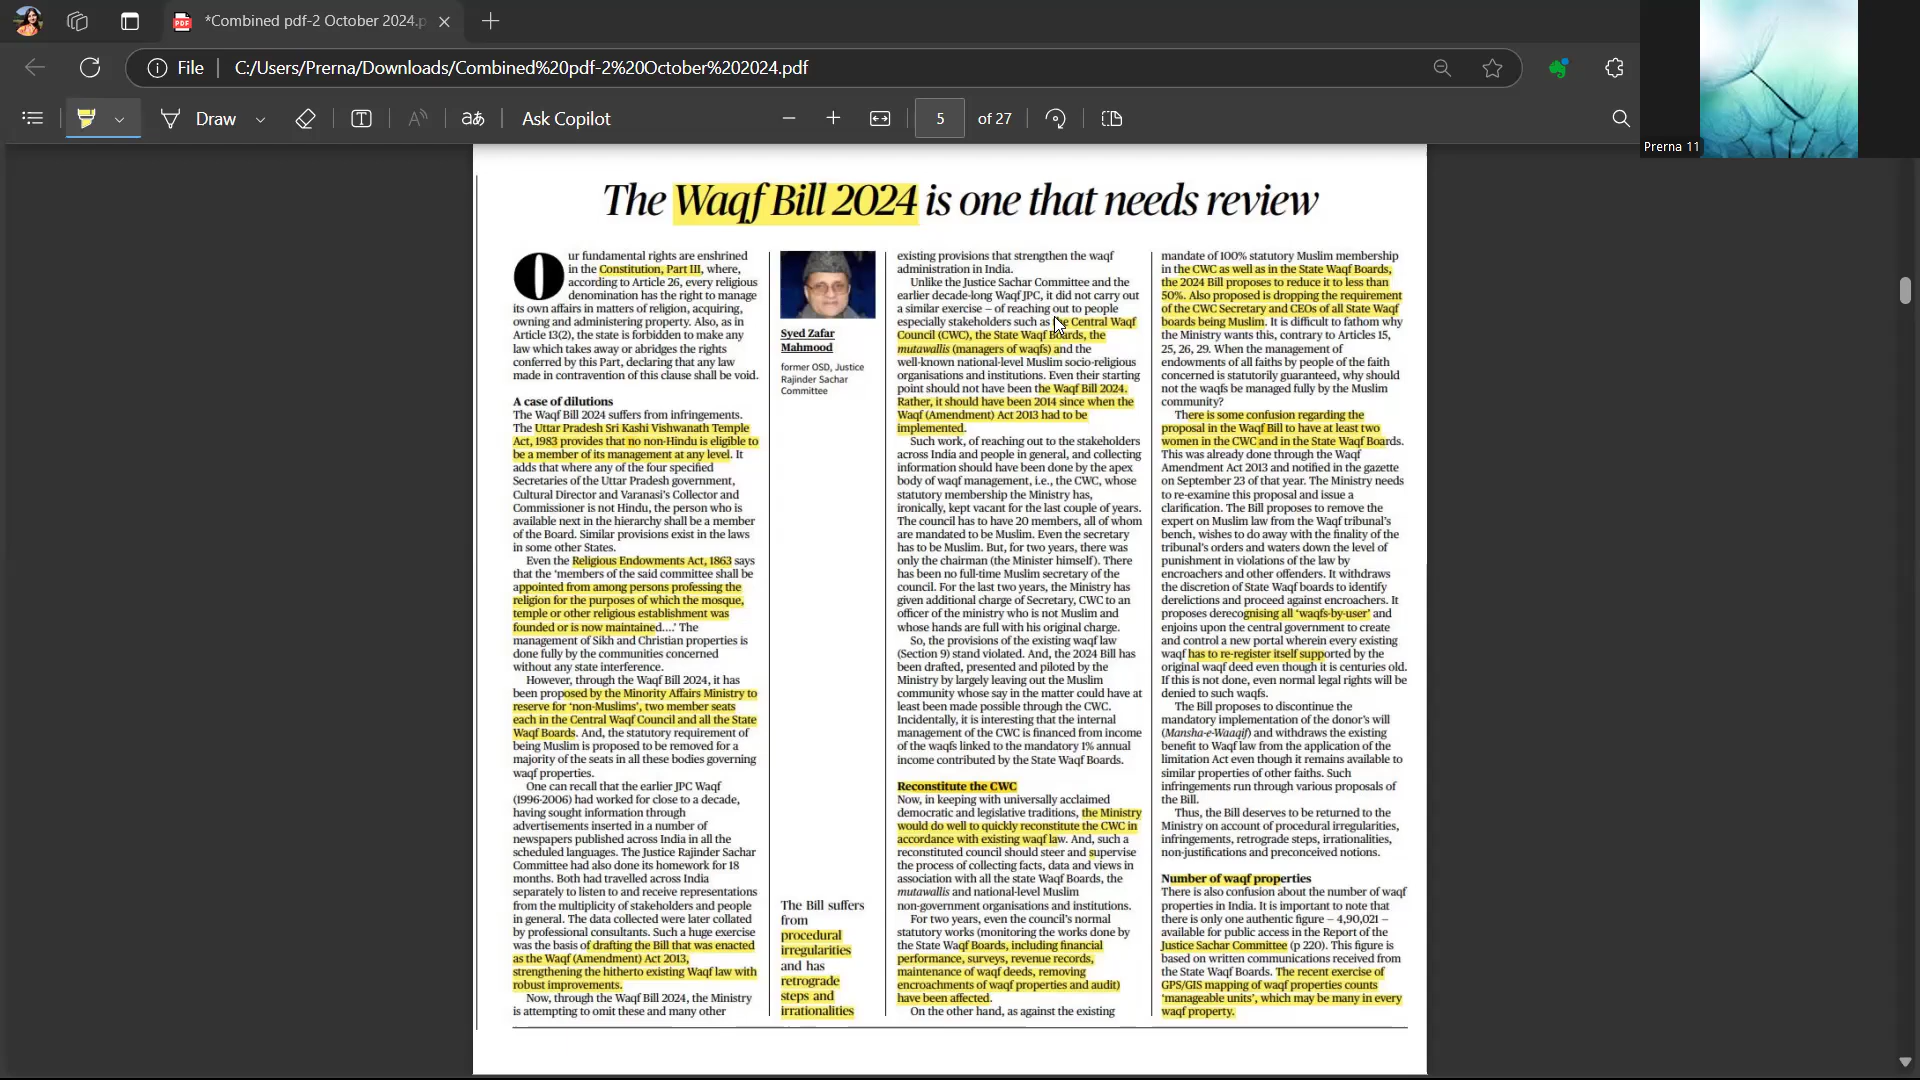 *Combined pdf-2 October 2024.p
File
C:/Users/Prerna/Downloads/Combined%20pdf-2%20October%202024.pdf
Draw
aあ
Ask Copilot
5 of 27
Prerna 11
The Waqf Bill 2024 is one that needs review
Our fundamental rights are enshrined
in the Constitution, Part III, where,
according to Article 26, every religious
denomination has the right to manage
its own affairs in matters of religion, acquiring,
owning and administering property. Also, as in
Article 13(2), the state is forbidden to make any
law which takes away or abridges the rights
conferred by this Part, declaring that any law
made in contravention of this clause shall be void.
A case of dilutions
The Waqf Bill 2024 suffers from infringements.
The Uttar Pradesh Sri Kashi Vishwanath Temple
Act, 1983 provides that no non-Hindu is eligible to
be a member of its management at any level. It
adds that where any of the four specified
Secretaries of the Uttar Pradesh government,
Cultural Director and Varanasi's Collector and
Commissioner is not Hindu, the person who is
available next in the hierarchy shall be a member
of the Board. Similar provisions exist in the laws
in some other States.
Even the Religious Endowments Act, 1863 says
that the 'members of the said committee shall be
appointed from among persons professing the
religion for the purposes of which the mosque,
temple or other religious establishment was
founded or is now maintained....' The
management of Sikh and Christian properties is
done fully by the communities concerned
without any state interference.
However, through the Waqf Bill 2024, it has
been proposed by the Minority Affairs Ministry to
reserve for 'non-Muslims', two member seats
each in the Central Waqf Council and all the State
Waqf Boards. And, the statutory requirement of
being Muslim is proposed to be removed for a
majority of the seats in all these bodies governing
waqf properties.
One can recall that the earlier JPC Waqf
(1996-2006) had worked for close to a decade,
having sought information through
advertisements inserted in a number of
newspapers published across India in all the
scheduled languages. The Justice Rajinder Sachar
Committee had also done its homework for 18
months. Both had travelled across India
separately to listen to and receive representations
from the multiplicity of stakeholders and people
in general. The data collected were later collated
by professional consultants. Such a huge exercise
was the basis of drafting the Bill that was enacted
as the Waqf (Amendment) Act 2013,
strengthening the hitherto existing Waqf law with
robust improvements.
Now, through the Waqf Bill 2024, the Ministry
is attempting to omit these and many other
Syed Zafar
Mahmood
former OSD, Justice
Rajinder Sachar
Committee
The Bill suffers
from
procedural
irregularities
and has
retrograde
steps and
irrationalities
existing provisions that strengthen the waqf
administration in India.
Unlike the Justice Sachar Committee and the
earlier decade-long Waqf JPC, it did not carry out
a similar exercise – of reaching out to people
especially stakeholders such as the Central Waqf
Council (CWC), the State Waqf Boards, the
mutawallis (managers of waqfs) and the
well-known national-level Muslim socio-religious
organisations and institutions. Even their starting
point should not have been the Waqf Bill 2024.
Rather, it should have been 2014 since when the
Waqf (Amendment) Act 2013 had to be
implemented.
Such work, of reaching out to the stakeholders
across India and people in general, and collecting
information should have been done by the apex
body of waqf management, i.e., the CWC, whose
statutory membership the Ministry has,
ironically, kept vacant for the last couple of years.
The council has to have 20 members, all of whom
are mandated to be Muslim. Even the secretary
has to be Muslim. But, for two years, there was
only the chairman (the Minister himself). There
has been no full-time Muslim secretary of the
council. For the last two years, the Ministry has
given additional charge of Secretary, CWC to an
officer of the ministry who is not Muslim and
whose hands are full with his original charge.
So, the provisions of the existing waqf law
(Section 9) stand violated. And, the 2024 Bill has
been drafted, presented and piloted by the
Ministry by largely leaving out the Muslim
community whose say in the matter could have at
least been made possible through the CWC.
Incidentally, it is interesting that the internal
management of the CWC is financed from income
of the waqfs linked to the mandatory 1% annual
income contributed by the State Waqf Boards.
Reconstitute the CWC
Now, in keeping with universally acclaimed
democratic and legislative traditions, the Ministry
would do well to quickly reconstitute the CWC in
accordance with existing waqf law. And, such a
reconstituted council should steer and supervise
the process of collecting facts, data and views in
association with all the state Waqf Boards, the
mutawallis and national-level Muslim
non-government organisations and institutions.
For two years, even the council's normal
statutory works (monitoring the works done by
the State Waqf Boards, including financial
performance, surveys, revenue records,
maintenance of waqf deeds, removing
encroachments of waqf properties and audit)
have been affected.
On the other hand, as against the existing
mandate of 100% statutory Muslim membership
in the CWC as well as in the State Waqf Boards,
the 2024 Bill proposes to reduce it to less than
50%. Also proposed is dropping the requirement
of the CWC Secretary and CEOs of all State Waqf
boards being Muslim. It is difficult to fathom why
the Ministry wants this, contrary to Articles 15,
25, 26, 29. When the management of
endowments of all faiths by people of the faith
concerned is statutorily guaranteed, why should
not the waqfs be managed fully by the Muslim
community?
There is some confusion regarding the
proposal in the Waqf Bill to have at least two
women in the CWC and in the State Waqf Boards.
This was already done through the Waqf
Amendment Act 2013 and notified in the gazette
on September 23 of that year. The Ministry needs
to re-examine this proposal and issue a
clarification. The Bill proposes to remove the
expert on Muslim law from the Waqf tribunal's
bench, wishes to do away with the finality of the
tribunal's orders and waters down the level of
punishment in violations of the law by
encroachers and other offenders. It withdraws
the discretion of State Waqf boards to identify
derelictions and proceed against encroachers. It
proposes derecognising all 'waqfs-by-user' and
enjoins upon the central government to create
and control a new portal wherein every existing
waqf has to re-register itself supported by the
original waqf deed even though it is centuries old.
If this is not done, even normal legal rights will be
denied to such waqfs.
The Bill proposes to discontinue the
mandatory implementation of the donor's will
(Mansha-e-Waaqif) and withdraws the existing
benefit to Waqf law from the application of the
limitation Act even though it remains available to
similar properties of other faiths. Such
infringements run through various proposals of
the Bill.
Thus, the Bill deserves to be returned to the
Ministry on account of procedural irregularities,
infringements, retrograde steps, irrationalities,
non-justifications and preconceived notions.
Number of waqf properties
There is also confusion about the number of waqf
properties in India. It is important to note that
there is only one authentic figure – 4,90,021 –
available for public access in the Report of the
Justice Sachar Committee (p 220). This figure is
based on written communications received from
the State Waqf Boards. The recent exercise of
GPS/GIS mapping of waqf properties counts
'manageable units', which may be many in every
waqf property.